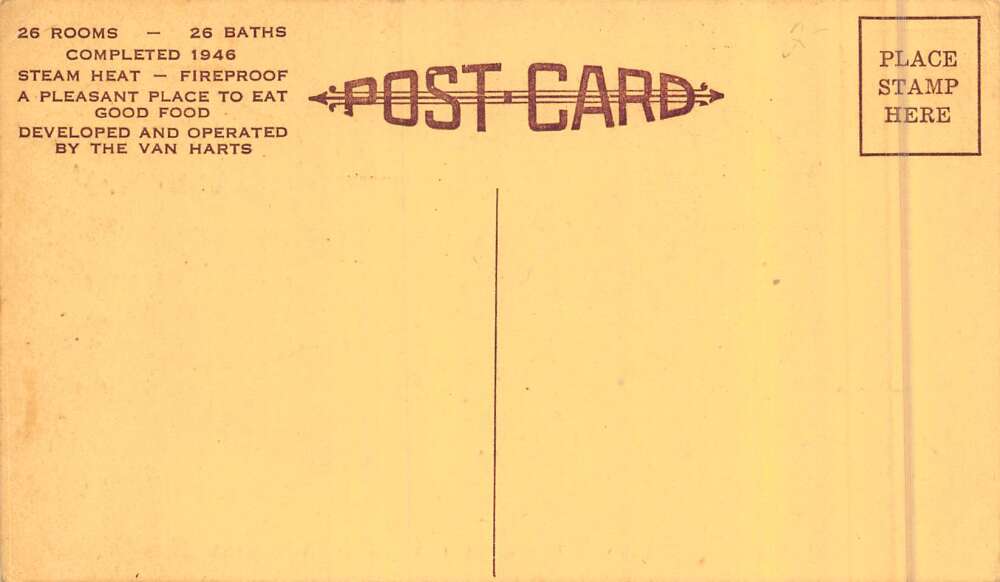 26 ROOMS — 26 BATHS
COMPLETED 1946
STEAM HEAT — FIREPROOF
A PLEASANT PLACE TO EAT
GOOD FOOD
DEVELOPED AND OPERATED
BY THE VAN HARTS
POST CARD
PLACE
STAMP
HERE